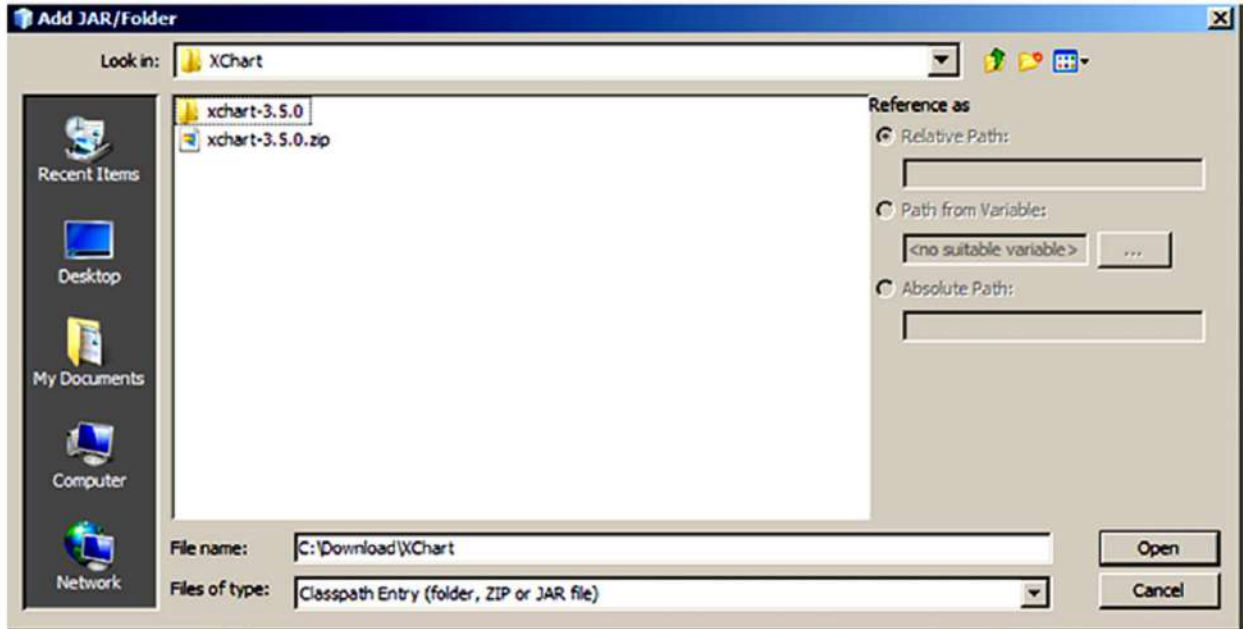 Add JAR/Folder
Look in: XChart
xchart-3.5.0
xchart-3.5.0.zip
Recent Items
Desktop
My Documents
Computer
Network
Reference as
Relative Path:
Path from Variable:
<no suitable variable> ...
Absolute Path:
File name: C:\Download\XChart
Open
Files of type: Classpath Entry (folder, ZIP or JAR file)
Cancel